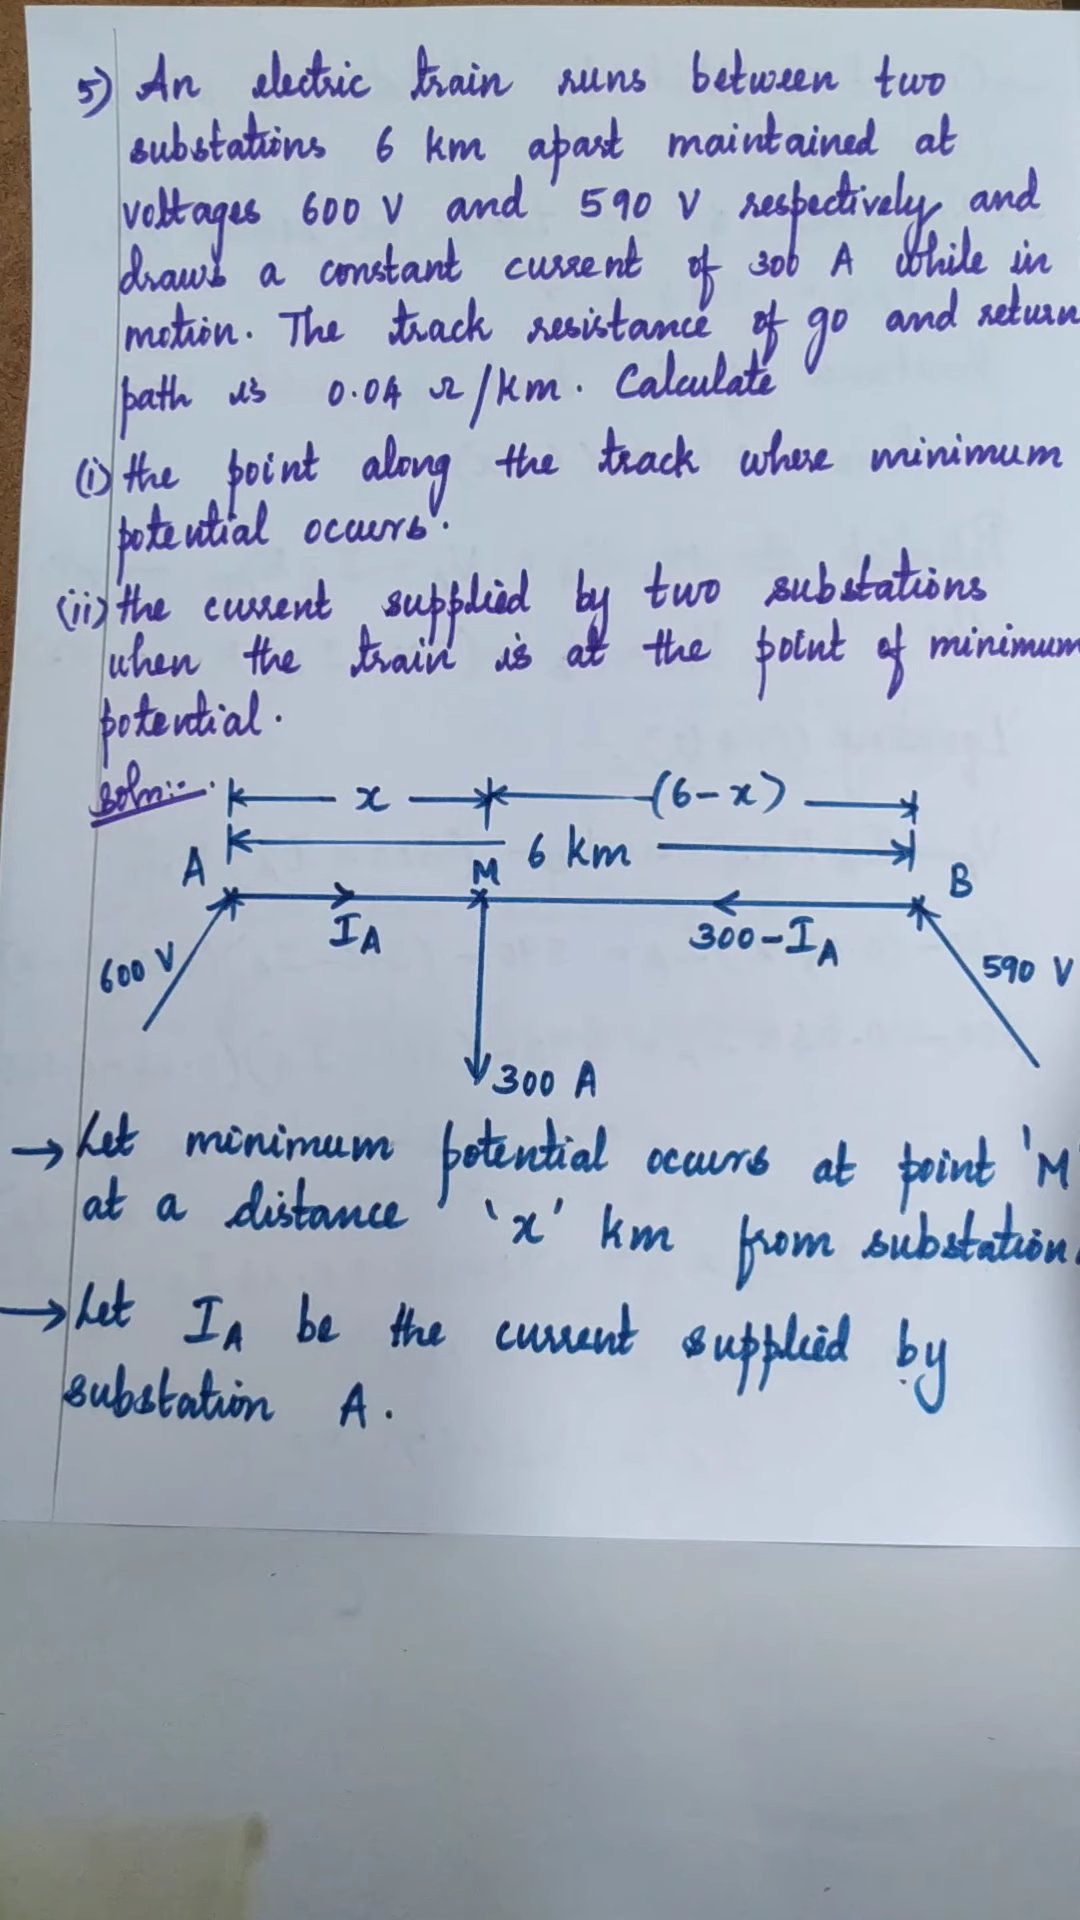 5) An electric train runs between two
substations 6 km apart maintained at
voltages 600 V and 590 V respectively and
draws a constant current of 300 A while in
motion. The track resistance of go and return
path is 0.04 Ω/km. Calculate
(i) the point along the track where minimum
potential occurs.
(ii) the current supplied by two substations
when the train is at the point of minimum
potential.
Soln:-
x (6-x)
6 km
A M B
I_A 300-I_A
600 V 590 V
300 A
→ Let minimum potential occurs at point 'M'
at a distance 'x' km from substation
→ Let I_A be the current supplied by
substation A.